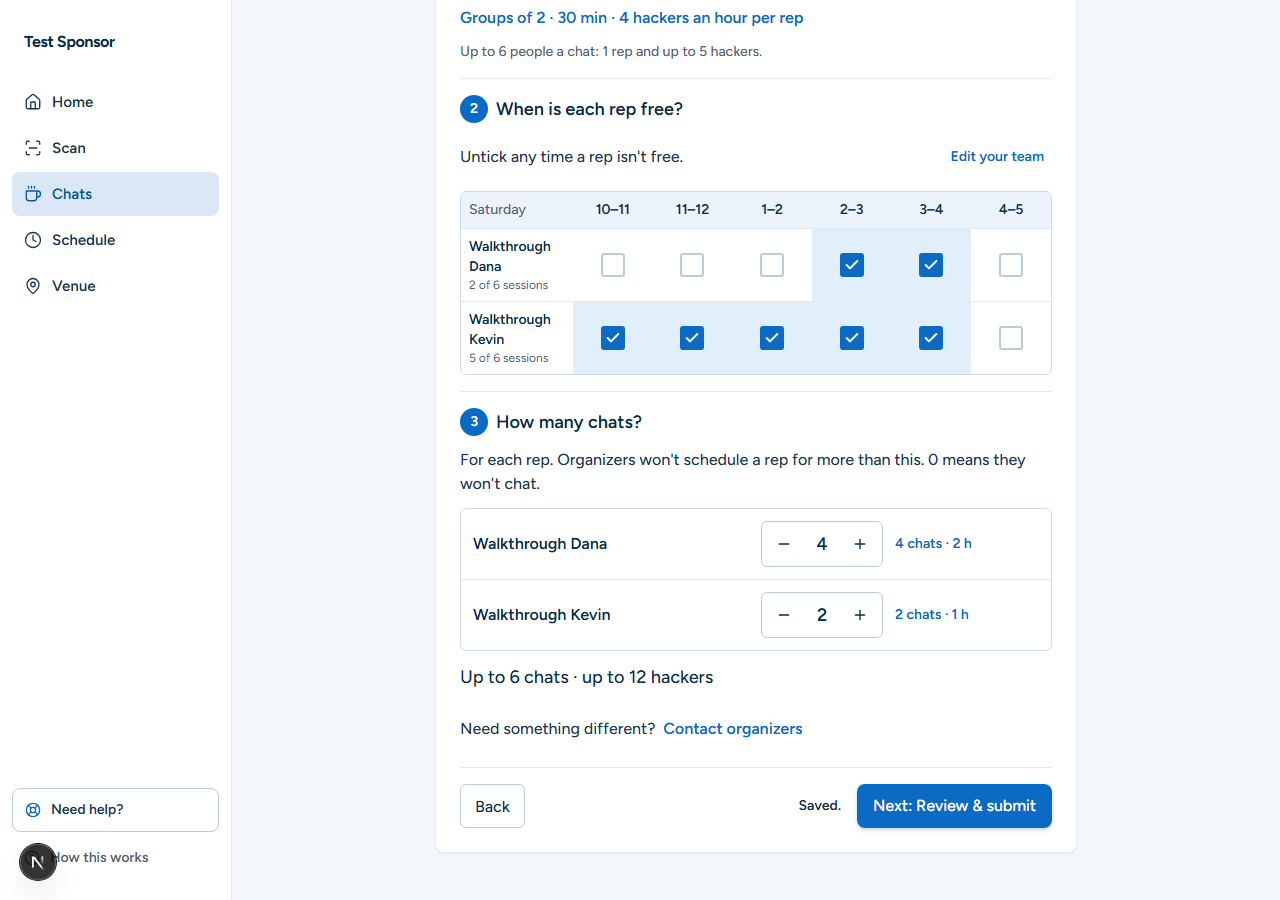 Test Sponsor
Home
Scan
Chats
Schedule
Venue
Need help?
How this works
N
Groups of 2 · 30 min · 4 hackers an hour per rep
Up to 6 people a chat: 1 rep and up to 5 hackers.
2 When is each rep free?
Untick any time a rep isn't free. Edit your team
Saturday 10–11 11–12 1–2 2–3 3–4 4–5
Walkthrough
Dana
2 of 6 sessions
Walkthrough
Kevin
5 of 6 sessions
3 How many chats?
For each rep. Organizers won't schedule a rep for more than this. 0 means they
won't chat.
Walkthrough Dana − 4 + 4 chats · 2 h
Walkthrough Kevin − 2 + 2 chats · 1 h
Up to 6 chats · up to 12 hackers
Need something different? Contact organizers
Back Saved. Next: Review & submit